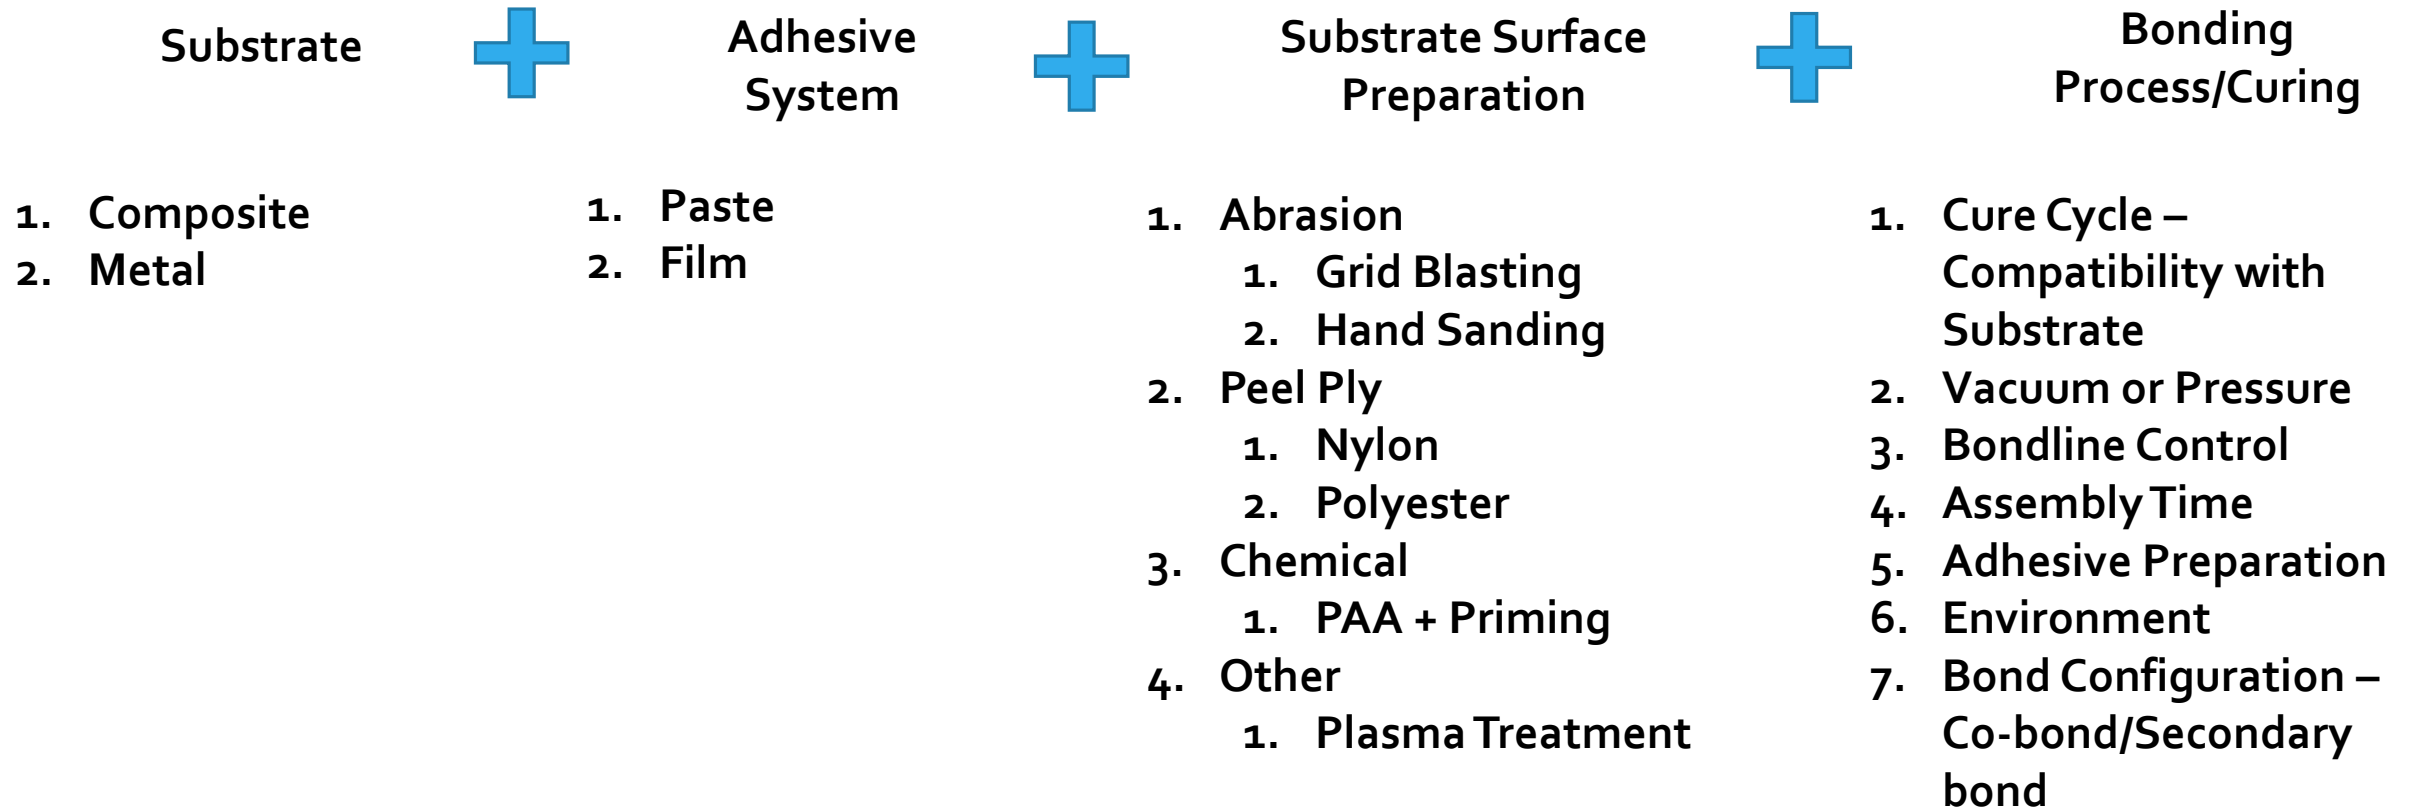 Substrate
Adhesive
System
Substrate Surface
Preparation
Bonding
Process/Curing
1. Composite
2. Metal
1. Paste
2. Film
1. Abrasion
1. Grid Blasting
2. Hand Sanding
2. Peel Ply
1. Nylon
2. Polyester
3. Chemical
1. PAA + Priming
4. Other
1. Plasma Treatment
1. Cure Cycle –
Compatibility with
Substrate
2. Vacuum or Pressure
3. Bondline Control
4. Assembly Time
5. Adhesive Preparation
6. Environment
7. Bond Configuration –
Co-bond/Secondary
bond